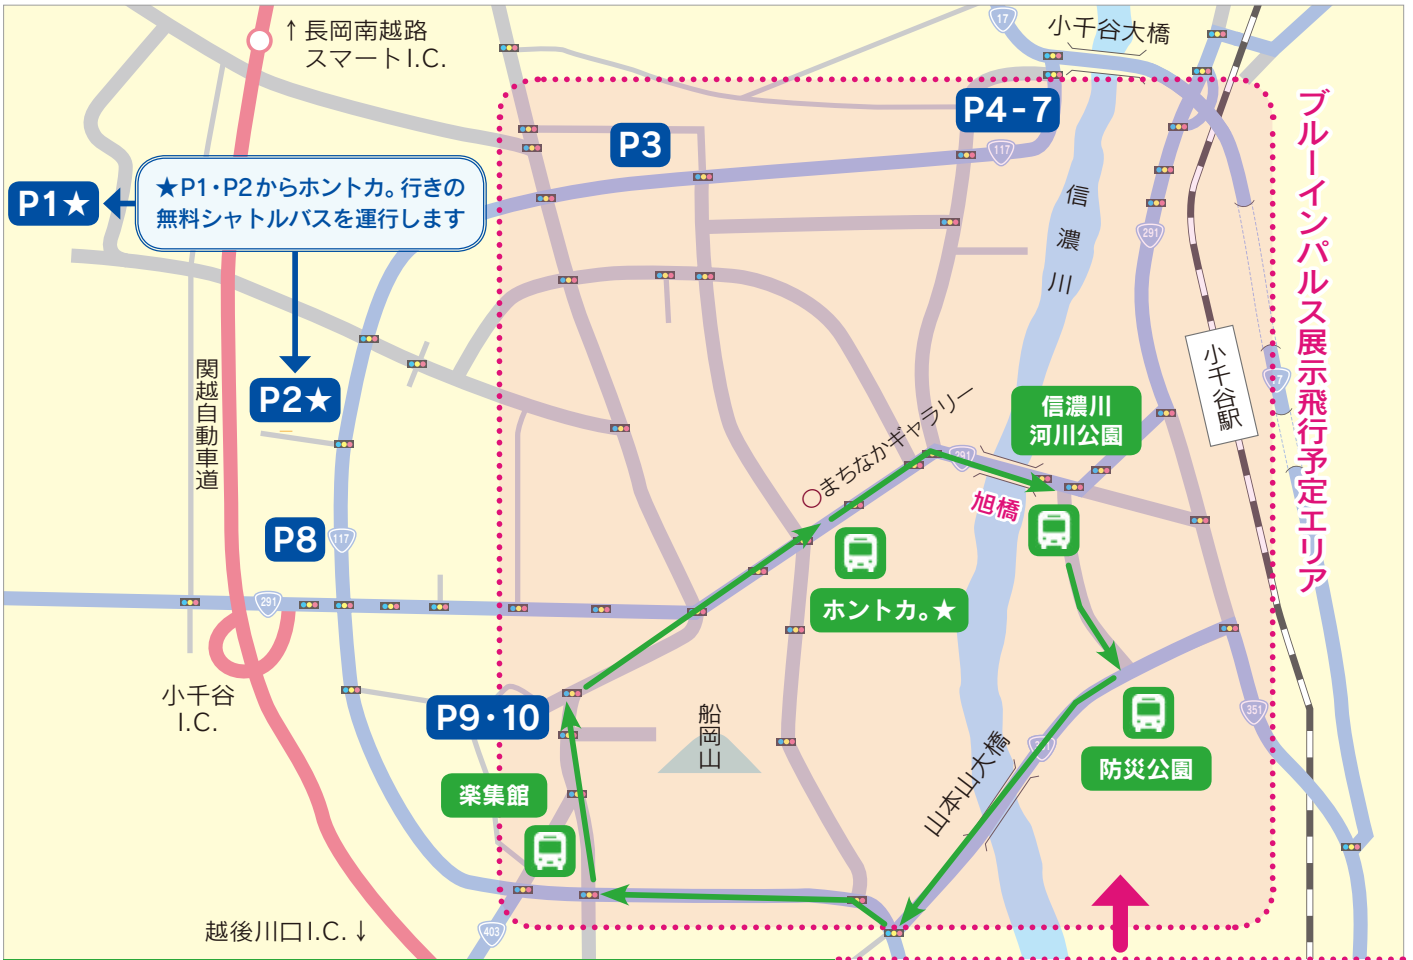 ↑長岡南越路
スマートI.C.
17
小千谷大橋
P3
P4-7
117
P1★
★P1・P2からホントカ。行きの
無料シャトルバスを運行します
信濃川
291
ブルーインパルス展示飛行予定エリア
関越自動車道
P2★
小千谷駅
信濃川
河川公園
まちなかギャラリー
291
旭橋
P8
117
ホントカ。★
291
小千谷
I.C.
P9・10
船岡山
351
山本山大橋
防災公園
楽集館
403
越後川口I.C.↓